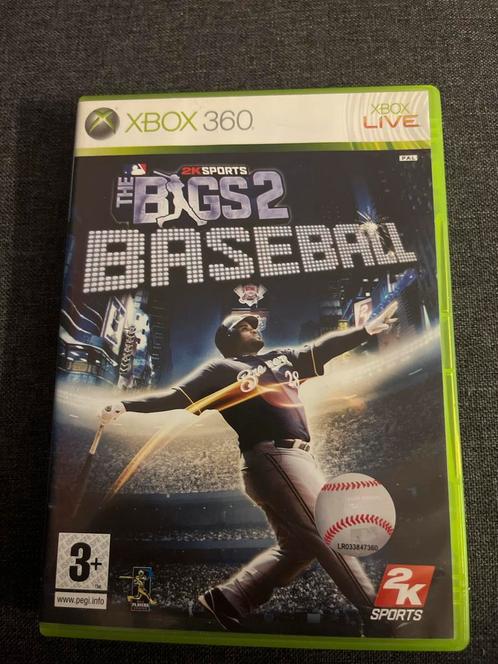 XBOX 360
XBOX
LIVE
PAL
2K SPORTS
THE
BIGS 2
BASEBALL
Brewers
28
LR033847360
3+
www.pegi.info
PLAYERS
2K
SPORTS